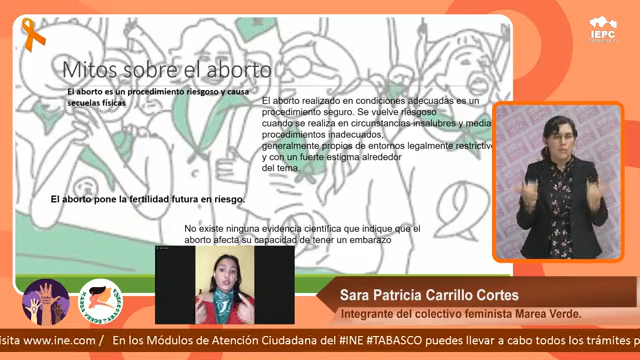 IEPC
TABASCO
Mitos sobre el aborto
El aborto es un procedimiento riesgoso y causa
secuelas físicas
El aborto realizado en condiciones adecuadas es un
procedimiento seguro. Se vuelve riesgoso
cuando se realiza en circunstancias insalubres y media
procedimientos inadecuados,
generalmente propios de entornos legalmente restrictiv
y con un fuerte estigma alrededor
del tema.
El aborto pone la fertilidad futura en riesgo.
No existe ninguna evidencia científica que indique que el
aborto afecta su capacidad de tener un embarazo
MAREA VERDE TABASCO
Sara Patricia Carrillo Cortes
Integrante del colectivo feminista Marea Verde.
isita www.ine.com / En los Módulos de Atención Ciudadana del #INE #TABASCO puedes llevar a cabo todos los trámites p